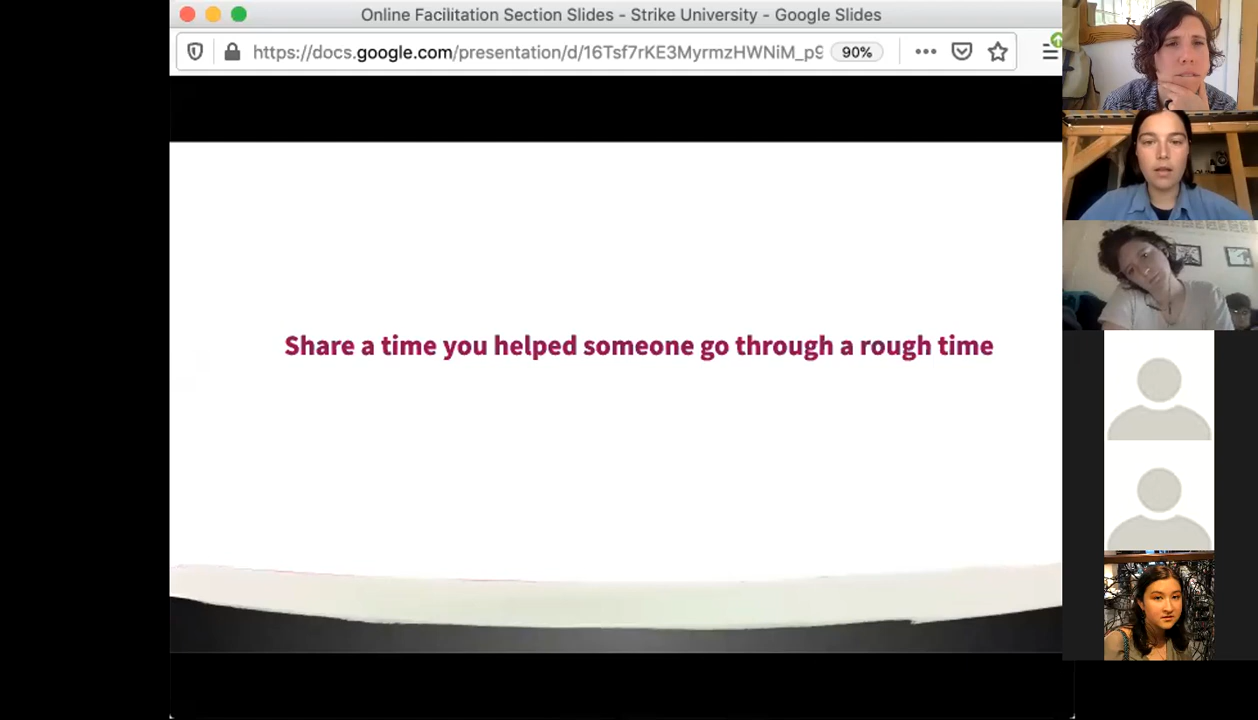 Online Facilitation Section Slides - Strike University - Google Slides
https://docs.google.com/presentation/d/16Tsf7rKE3MyrmzHWNiM_p9
90%
Share a time you helped someone go through a rough time